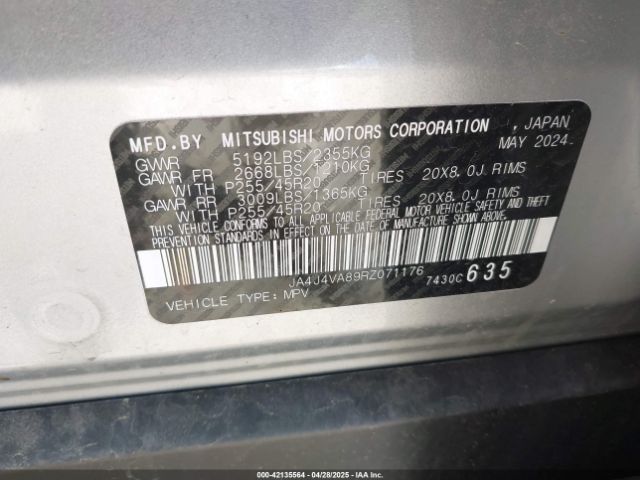 MFD.BY MITSUBISHI MOTORS CORPORATION , JAPAN
GVWR 5192LBS/2355KG MAY 2024
GAWR FR 2668LBS/1210KG
WITH P255/45R20 TIRES 20X8.0J RIMS
GAWR RR 3009LBS/1365KG
WITH P255/45R20 TIRES 20X8.0J RIMS
THIS VEHICLE CONFORMS TO ALL APPLICABLE FEDERAL MOTOR VEHICLE SAFETY AND THEFT
PREVENTION STANDARDS IN EFFECT ON THE DATE OF MANUFACTURE SHOWN ABOVE.
JA4J4VA89RZ071176 7430C 635
VEHICLE TYPE: MPV
000-42135564 (04/28/2025) IAA Inc.